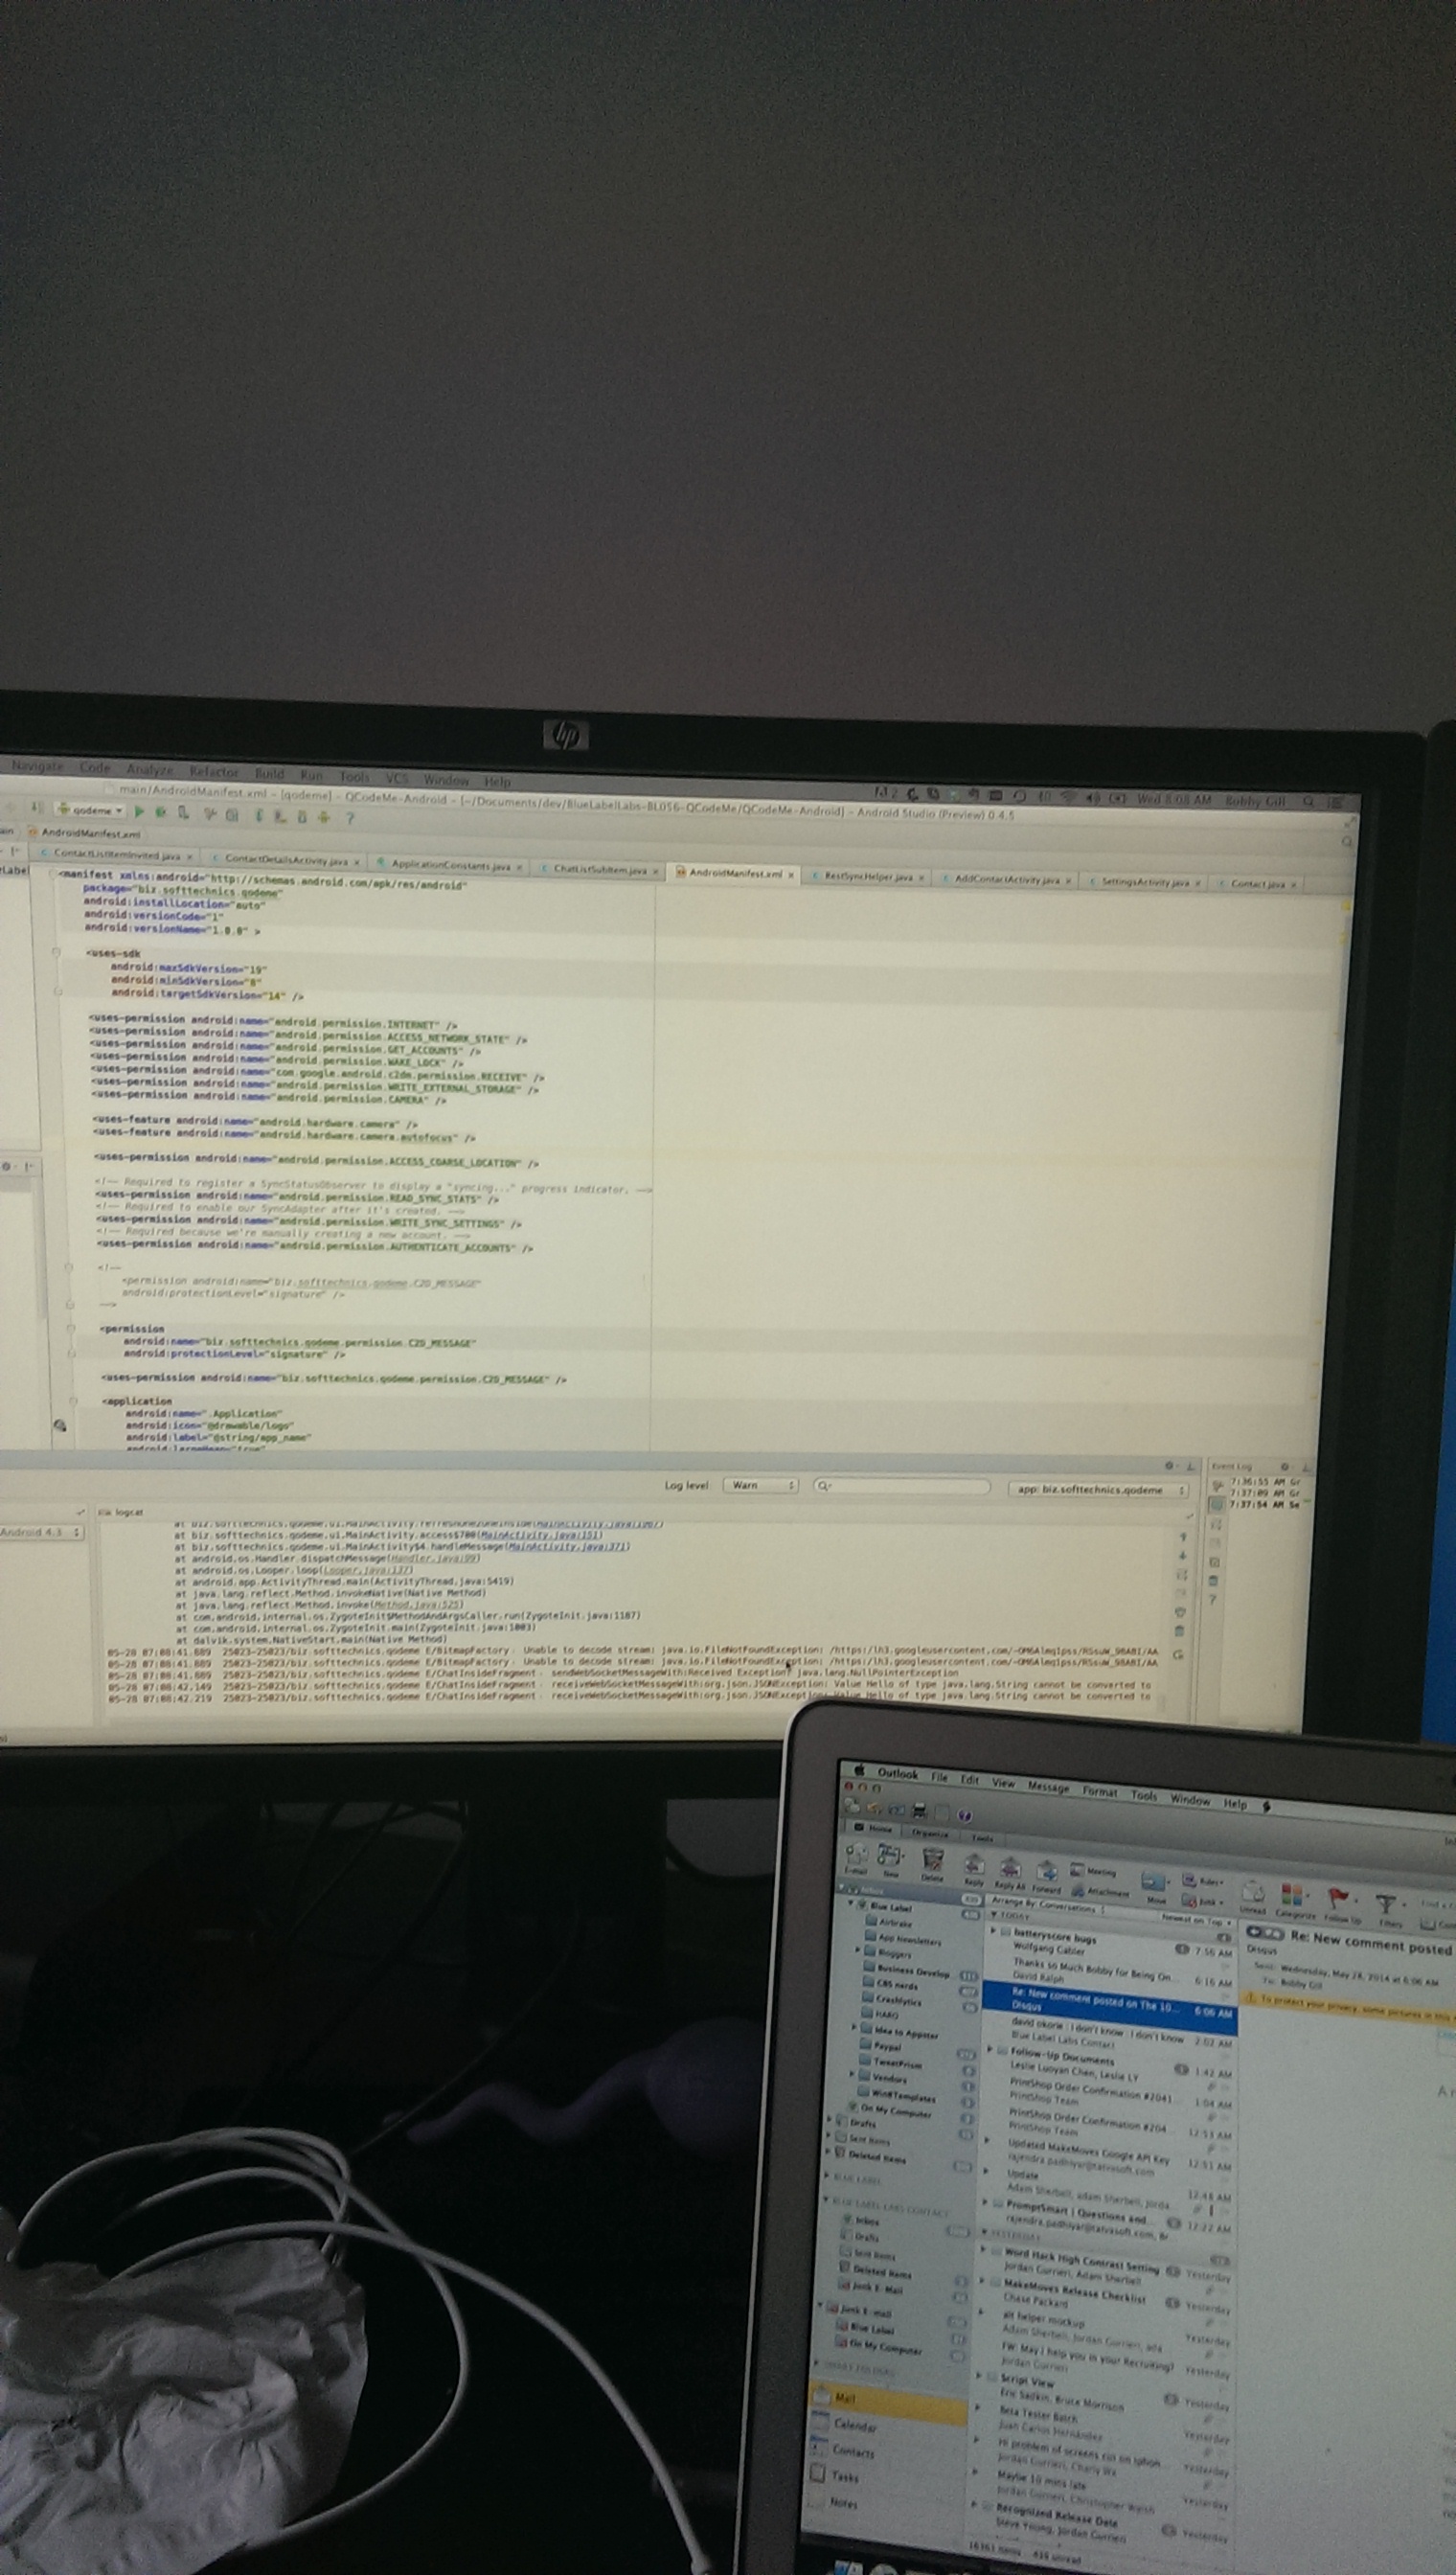 hp
Navigate Code Analyze Refactor Build Run Tools VCS Window Help
Wed 8:08 AM Bobby Gill
main/AndroidManifest.xml - [qodeme] - QCodeMe-Android - [~/Documents/dev/BlueLabelLabs-BL056-QCodeMe/QCodeMe-Android] - Android Studio (Preview) 0.4.5
qodeme
AndroidManifest.xml
ContactListItemInvited.java ContactDetailsActivity.java ApplicationConstants.java ChatListSubItem.java AndroidManifest.xml RestSyncHelper.java AddContactActivity.java SettingsActivity.java Contact.java
<manifest xmlns:android="http://schemas.android.com/apk/res/android"
package="biz.softtechnics.qodeme"
android:installLocation="auto"
android:versionCode="1"
android:versionName="1.0.0" >
<uses-sdk
android:maxSdkVersion="19"
android:minSdkVersion="8"
android:targetSdkVersion="14" />
<uses-permission android:name="android.permission.INTERNET" />
<uses-permission android:name="android.permission.ACCESS_NETWORK_STATE" />
<uses-permission android:name="android.permission.GET_ACCOUNTS" />
<uses-permission android:name="android.permission.WAKE_LOCK" />
<uses-permission android:name="com.google.android.c2dm.permission.RECEIVE" />
<uses-permission android:name="android.permission.WRITE_EXTERNAL_STORAGE" />
<uses-permission android:name="android.permission.CAMERA" />
<uses-feature android:name="android.hardware.camera" />
<uses-feature android:name="android.hardware.camera.autofocus" />
<uses-permission android:name="android.permission.ACCESS_COARSE_LOCATION" />
<!-- Required to register a SyncStatusObserver to display a "syncing..." progress indicator. -->
<uses-permission android:name="android.permission.READ_SYNC_STATS" />
<!-- Required to enable our SyncAdapter after it's created. -->
<uses-permission android:name="android.permission.WRITE_SYNC_SETTINGS" />
<!-- Required because we're manually creating a new account. -->
<uses-permission android:name="android.permission.AUTHENTICATE_ACCOUNTS" />
<!--
<permission android:name="biz.softtechnics.qodeme.C2D_MESSAGE"
android:protectionLevel="signature" />
-->
<permission
android:name="biz.softtechnics.qodeme.permission.C2D_MESSAGE"
android:protectionLevel="signature" />
<uses-permission android:name="biz.softtechnics.qodeme.permission.C2D_MESSAGE" />
<application
android:name=".Application"
android:icon="@drawable/logo"
android:label="@string/app_name"
android:largeHeap="true"
Event Log
Log level Warn app: biz.softtechnics.qodeme
7:36:55 AM Gr
7:37:09 AM Gr
7:37:54 AM Se
logcat
Android 4.3
at biz.softtechnics.qodeme.ui.MainActivity.access$700(MainActivity.java:151)
at biz.softtechnics.qodeme.ui.MainActivity$4.handleMessage(MainActivity.java:371)
at android.os.Handler.dispatchMessage(Handler.java:99)
at android.os.Looper.loop(Looper.java:137)
at android.app.ActivityThread.main(ActivityThread.java:5419)
at java.lang.reflect.Method.invokeNative(Native Method)
at java.lang.reflect.Method.invoke(Method.java:525)
at com.android.internal.os.ZygoteInit$MethodAndArgsCaller.run(ZygoteInit.java:1187)
at com.android.internal.os.ZygoteInit.main(ZygoteInit.java:1003)
at dalvik.system.NativeStart.main(Native Method)
05-28 07:08:41.889 25023-25023/biz.softtechnics.qodeme E/BitmapFactory: Unable to decode stream: java.io.FileNotFoundException: /https:/lh3.googleusercontent.com/
05-28 07:08:41.889 25023-25023/biz.softtechnics.qodeme E/BitmapFactory: Unable to decode stream: java.io.FileNotFoundException: /https:/lh3.googleusercontent.com/
05-28 07:08:41.889 25023-25023/biz.softtechnics.qodeme E/ChatInsideFragment: sendWebSocketMessageWith:Received Exception: java.lang.NullPointerException
05-28 07:08:42.149 25023-25023/biz.softtechnics.qodeme E/ChatInsideFragment: receiveWebSocketMessageWith:org.json.JSONException: Value Hello of type java.lang.String cannot be converted to
05-28 07:08:42.219 25023-25023/biz.softtechnics.qodeme E/ChatInsideFragment: receiveWebSocketMessageWith:org.json.JSONException: Value Hello of type java.lang.String cannot be converted to
Outlook File Edit View Message Format Tools Window Help
Home Organize Tools
E-mail New Delete Reply Reply All Forward Meeting Attachment Move Rules Junk Unread Categorize Follow Up Filters
Arrange By: Conversations Newest on Top
Inbox
Blue Label
Airbrake
App Newsletters
Bloggers
Business Develop...
CBS nerds
Crashlytics
HARO
Idea to Appster
Paypal
TweetPrism
Vendors
Win8Templates
On My Computer
Drafts
Sent Items
Deleted Items
BLUE LABEL
BLUE LABEL LABS CONTACT
Inbox
Drafts
Sent Items
Deleted Items
Junk E-Mail
Junk E-mail
Blue Label
On My Computer
Mail
Calendar
Contacts
Tasks
Notes
TODAY
batteryscore bugs
Wolfgang Gabler 7:56 AM
Thanks so Much Bobby for Being On...
David Ralph 6:16 AM
Re: New comment posted on The 10...
Disqus 6:06 AM
david okorie : I don't know : I don't know
Blue Label Labs Contact 2:02 AM
Follow-Up Documents
Leslie Luoyan Chen, Leslie LY 1:42 AM
PrintShop Order Confirmation #2041...
PrintShop Team 1:04 AM
PrintShop Order Confirmation #204...
PrintShop Team 12:53 AM
Updated MakeMoves Google API Key
rajendra.padhiyar@tatvasoft.com 12:51 AM
Update
Adam Sherbell, adam Sherbell, Jorda... 12:46 AM
PromptSmart | Questions and...
rajendra.padhiyar@tatvasoft.com, Br... 12:22 AM
YESTERDAY
Word Hack High Contrast Setting
Jordan Gurrieri, Adam Sherbell Yesterday
MakeMoves Release Checklist
Chase Packard Yesterday
alt helper mockup
Adam Sherbell, Jordan Gurrieri, Yesterday
FW: May I help you in your Recruiting?
Jordan Gurrieri Yesterday
Script View
Eric Sadkin, Bruce Morrison Yesterday
Beta Tester Batch
Juan Carlos Hernández Yesterday
Hi problem of screens
Jordan Gurrieri, Yesterday
Maybe 10 mins late
Jordan Gurrieri, Christopher Yesterday
Recognized Release Date
Steve Young, Jordan Gurrieri Yesterday
Re: New comment posted
Disqus
Sent: Wednesday, May 28, 2014 at 6:06 AM
To: Bobby Gill
To protect your privacy, some pictures in this